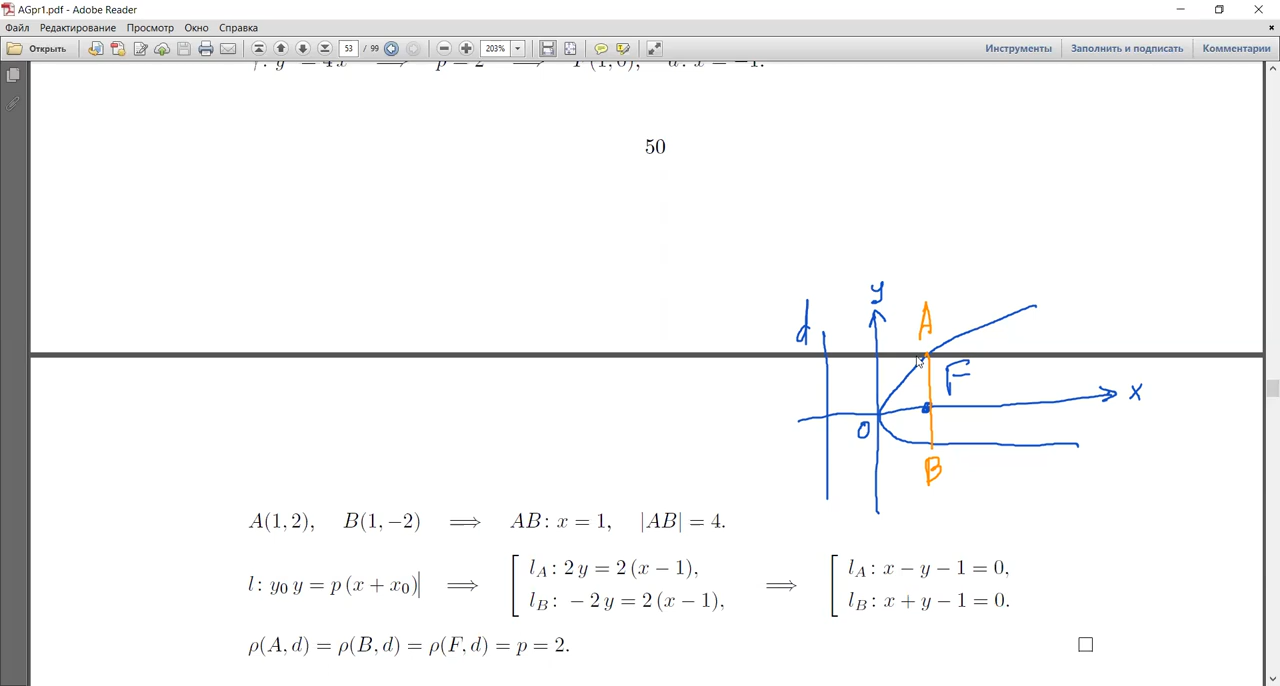 AGpr1.pdf - Adobe Reader
Файл Редактирование Просмотр Окно Справка
Открыть 53 / 99 203% Инструменты Заполнить и подписать Комментарии
50
d y A F x O B
A(1, 2), B(1, −2) ⟹ AB: x = 1, |AB| = 4.
l: y₀ y = p (x + x₀) ⟹ [ l_A: 2 y = 2 (x − 1), ⟹ [ l_A: x − y − 1 = 0,
l_B: − 2 y = 2 (x − 1), l_B: x + y − 1 = 0.
ρ(A, d) = ρ(B, d) = ρ(F, d) = p = 2. □